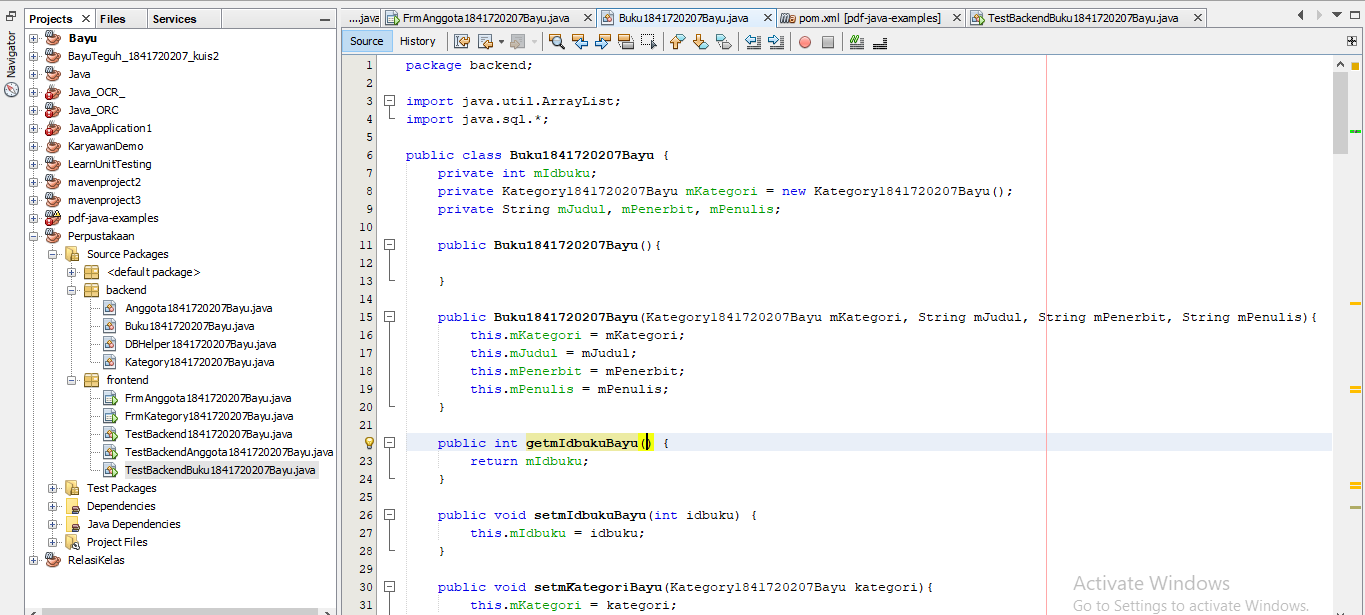 Projects × Files Services
...java FrmAnggota1841720207Bayu.java × Buku1841720207Bayu.java × pom.xml [pdf-java-examples] × TestBackendBuku1841720207Bayu.java ×
Source History
Navigator
Bayu
BayuTeguh_1841720207_kuis2
Java
Java_OCR_
Java_ORC
JavaApplication1
KaryawanDemo
LearnUnitTesting
mavenproject2
mavenproject3
pdf-java-examples
Perpustakaan
Source Packages
<default package>
backend
Anggota1841720207Bayu.java
Buku1841720207Bayu.java
DBHelper1841720207Bayu.java
Kategory1841720207Bayu.java
frontend
FrmAnggota1841720207Bayu.java
FrmKategory1841720207Bayu.java
TestBackend1841720207Bayu.java
TestBackendAnggota1841720207Bayu.java
TestBackendBuku1841720207Bayu.java
Test Packages
Dependencies
Java Dependencies
Project Files
RelasiKelas
1 package backend;
2
3 import java.util.ArrayList;
4 import java.sql.*;
5
6 public class Buku1841720207Bayu {
7 private int mIdbuku;
8 private Kategory1841720207Bayu mKategori = new Kategory1841720207Bayu();
9 private String mJudul, mPenerbit, mPenulis;
10
11 public Buku1841720207Bayu(){
12
13 }
14
15 public Buku1841720207Bayu(Kategory1841720207Bayu mKategori, String mJudul, String mPenerbit, String mPenulis){
16 this.mKategori = mKategori;
17 this.mJudul = mJudul;
18 this.mPenerbit = mPenerbit;
19 this.mPenulis = mPenulis;
20 }
21
public int getmIdbukuBayu() {
23 return mIdbuku;
24 }
25
26 public void setmIdbukuBayu(int idbuku) {
27 this.mIdbuku = idbuku;
28 }
29
30 public void setmKategoriBayu(Kategory1841720207Bayu kategori){
31 this.mKategori = kategori;
Activate Windows
Go to Settings to activate Windows.